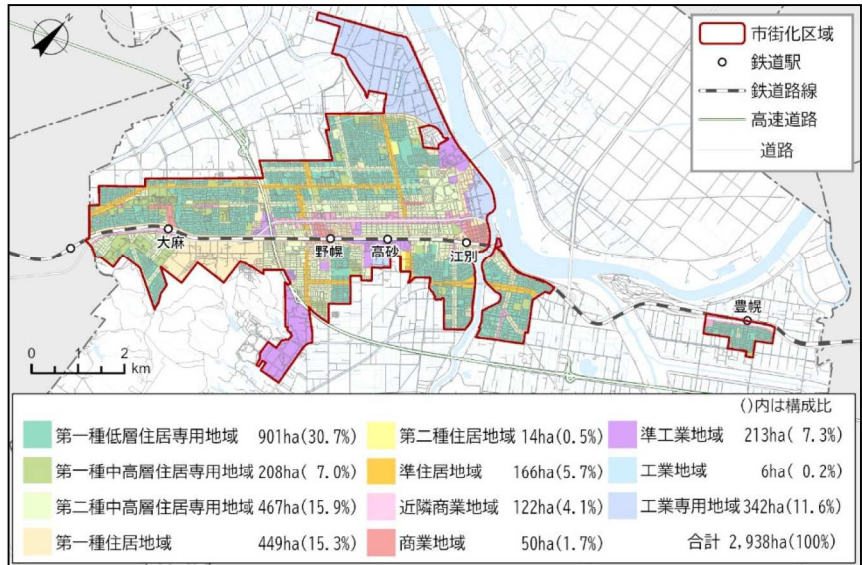 N
市街化区域
鉄道駅
鉄道路線
高速道路
道路
大麻
野幌
高砂
江別
豊幌
0 1 2
km
()内は構成比
第一種低層住居専用地域 901ha(30.7%)
第一種中高層住居専用地域 208ha( 7.0%)
第二種中高層住居専用地域 467ha(15.9%)
第一種住居地域 449ha(15.3%)
第二種住居地域 14ha(0.5%)
準住居地域 166ha(5.7%)
近隣商業地域 122ha(4.1%)
商業地域 50ha(1.7%)
準工業地域 213ha( 7.3%)
工業地域 6ha( 0.2%)
工業専用地域 342ha(11.6%)
合計 2,938ha(100%)